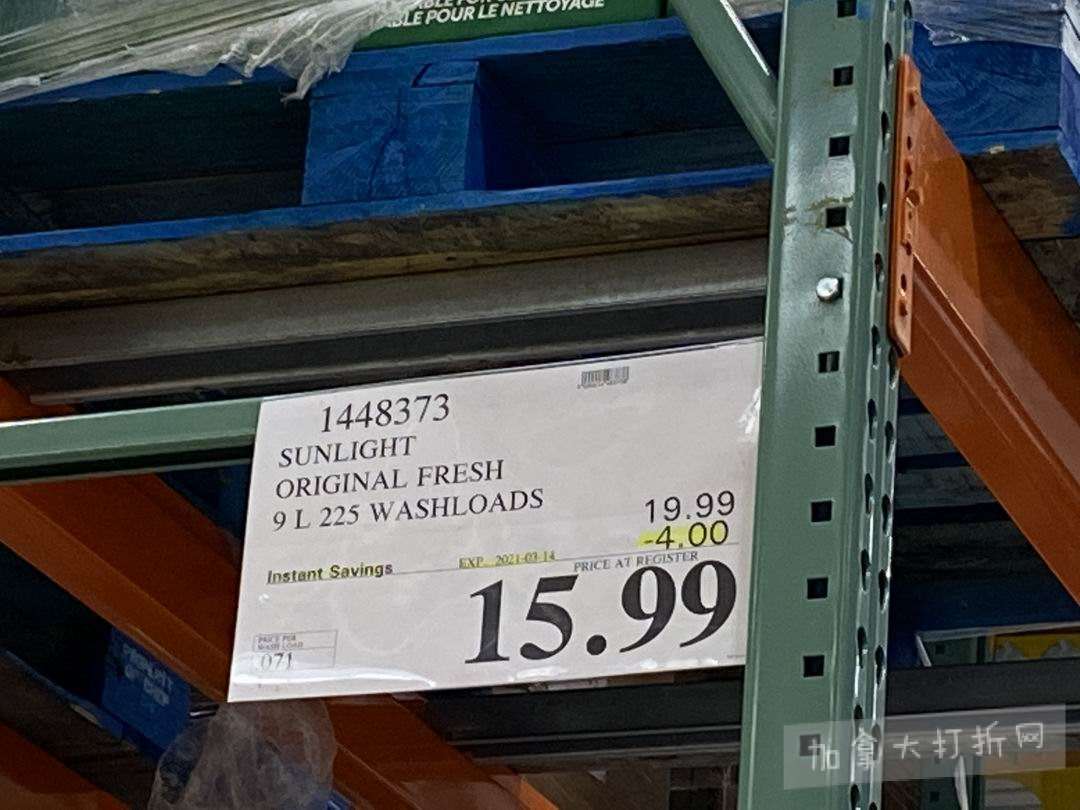 ABLE POUR LE NETTOYAGE
1448373
SUNLIGHT
ORIGINAL FRESH
9 L 225 WASHLOADS
19.99
-4.00
Instant Savings
EXP. 2021-03-14
PRICE AT REGISTER
15.99
PRICE PER
WASH LOAD
.071
加拿大打折网